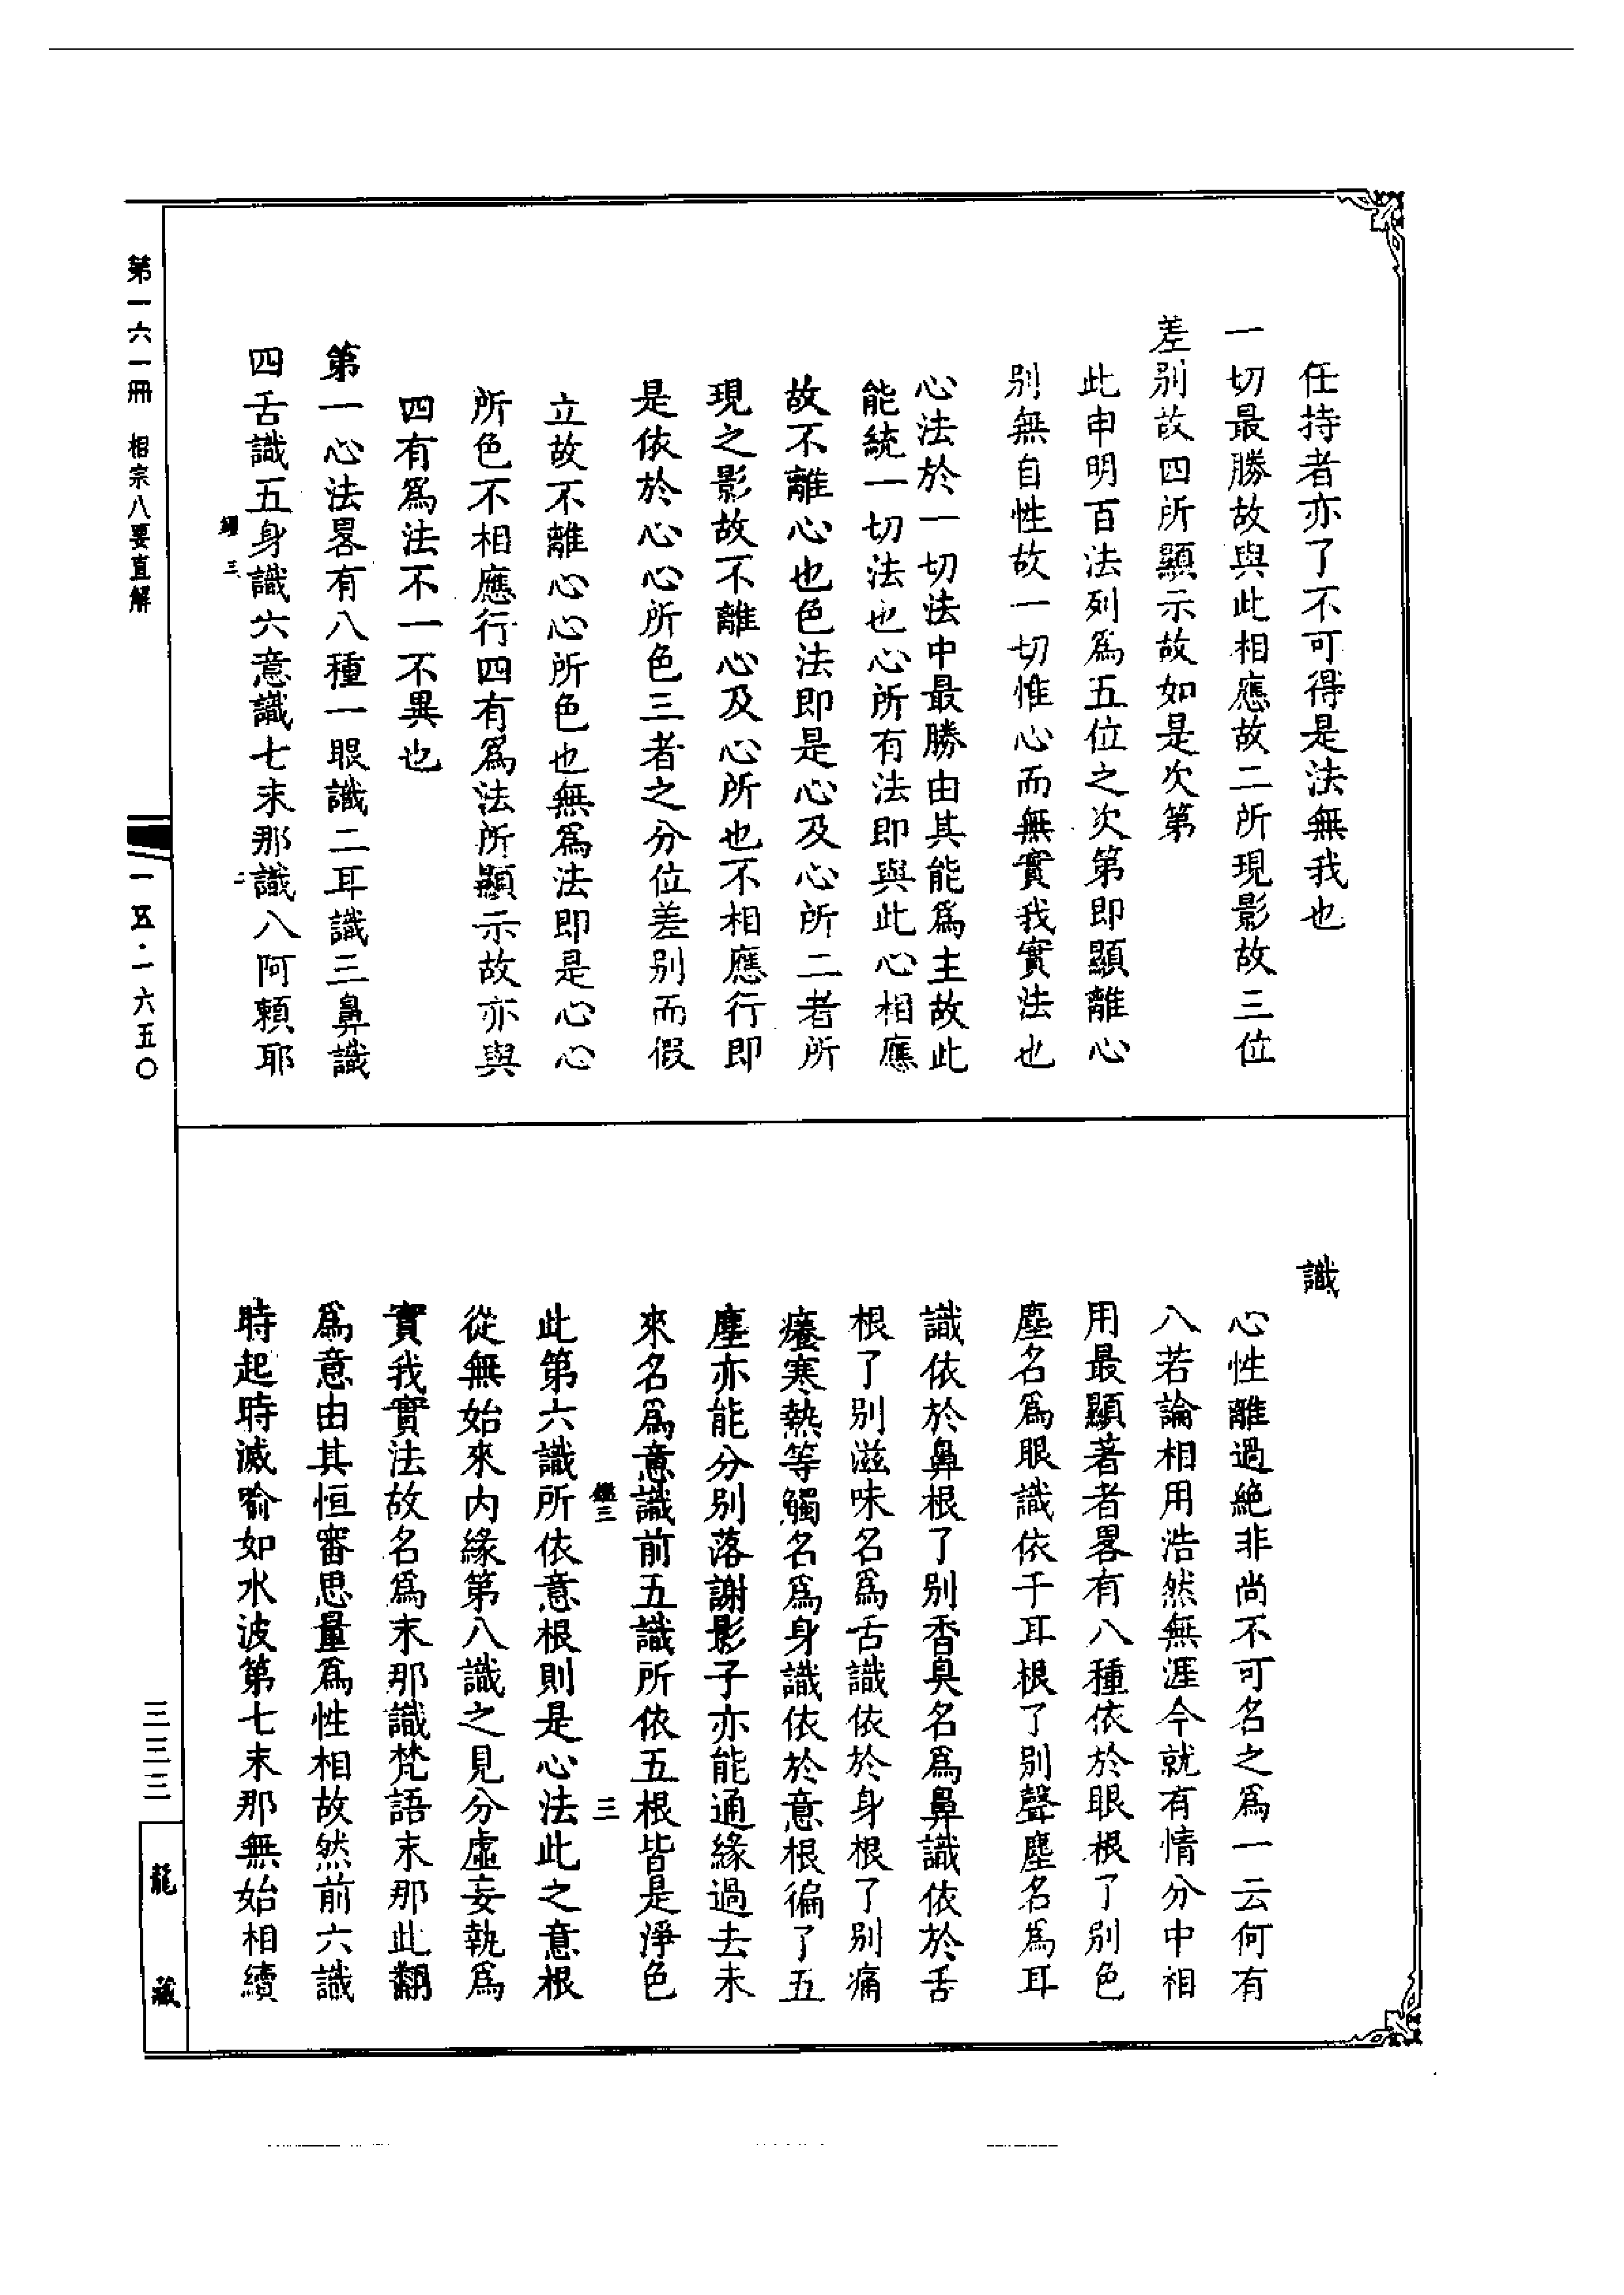 任持者亦了不可得是法無我也
一切最勝故與此相應故二所現影故三位
差別故四所顯示故如是次第
此申明百法列爲五位之次第即顯離心
別無自性故一切惟心而無實我實法也
心法於一切法中最勝由其能爲主故此
能統一切法也心所有法即與此心相應
故不離心也色法即是心及心所二者所
現之影故不離心及心所也不相應行即
是依於心心所色三者之分位差別而假
立故不離心心所色也無爲法即是心心
所色不相應行四有爲法所顯示故亦與
四有爲法不一不異也
第一心法畧有八種一眼識二耳識三鼻識
四舌識五身識六意識七末那識八阿賴耶
三
二
識
心性離過絶非尚不可名之爲一云何有
八若論相用浩然無涯今就有情分中相
用最顯著者畧有八種依於眼根了別色
塵名爲眼識依于耳根了別聲塵名爲耳
識依於鼻根了別香臭名爲鼻識依於舌
根了別滋味名爲舌識依於身根了別痛
癢寒熱等觸名爲身識依於意根徧了五
塵亦能分別落謝影子亦能通緣過去未
來名爲意識前五識所依五根皆是淨色
三
三
此第六識所依意根則是心法此之意根
從無始來内緣第八識之見分虛妄執爲
實我實法故名爲末那識梵語末那此翻
爲意由其恒審思量爲性相故然前六識
時起時滅喻如水波第七末那無始相續
第一六一冊 相宗八要直解
一五·一六五〇
三三三
龍藏